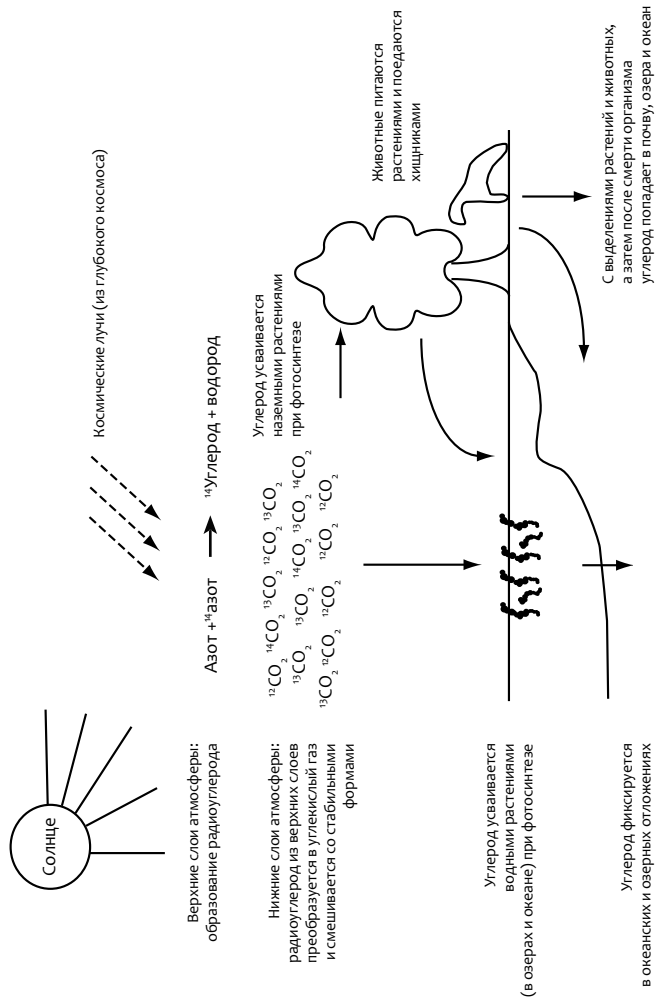 Солнце
Космические лучи (из глубокого космоса)
Верхние слои атмосферы:
образование радиоуглерода
Азот +¹⁴азот → ¹⁴Углерод + водород
Нижние слои атмосферы:
радиоуглерод из верхних слоев
преобразуется в углекислый газ
и смешивается со стабильными
формами
¹²CO₂ ¹⁴CO₂ ¹³CO₂ ¹²CO₂ ¹³CO₂
¹³CO₂ ¹³CO₂ ¹⁴CO₂ ¹³CO₂ ¹⁴CO₂
¹³CO₂ ¹²CO₂ ¹²CO₂ ¹²CO₂ ¹²CO₂
Углерод усваивается
наземными растениями
при фотосинтезе
Животные питаются
растениями и поедаются
хищниками
Углерод усваивается
водными растениями
(в озерах и океане) при фотосинтезе
С выделениями растений и животных,
а затем после смерти организма
углерод попадает в почву, озера и океан
Углерод фиксируется
в океанских и озерных отложениях